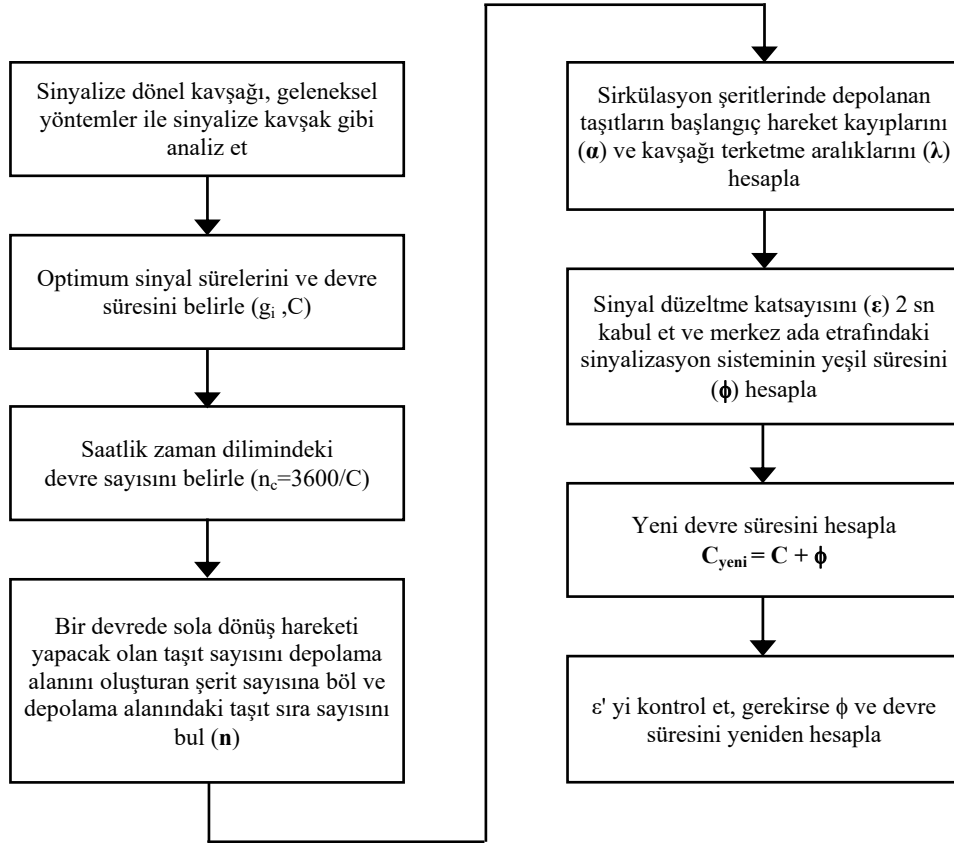 Sinyalize dönel kavşağı, geleneksel
yöntemler ile sinyalize kavşak gibi
analiz et
Optimum sinyal sürelerini ve devre
süresini belirle (gᵢ ,C)
Saatlik zaman dilimindeki
devre sayısını belirle (n_c=3600/C)
Bir devrede sola dönüş hareketi
yapacak olan taşıt sayısını depolama
alanını oluşturan şerit sayısına böl ve
depolama alanındaki taşıt sıra sayısını
bul (n)
Sirkülasyon şeritlerinde depolanan
taşıtların başlangıç hareket kayıplarını
(α) ve kavşağı terketme aralıklarını (λ)
hesapla
Sinyal düzeltme katsayısını (ε) 2 sn
kabul et ve merkez ada etrafındaki
sinyalizasyon sisteminin yeşil süresini
(ϕ) hesapla
Yeni devre süresini hesapla
C_yeni = C + ϕ
ε' yi kontrol et, gerekirse ϕ ve devre
süresini yeniden hesapla